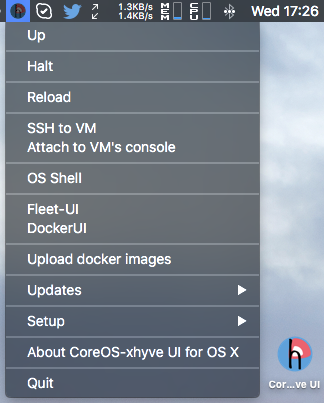 1.3KB/s
1.4KB/s
MEM
CPU
Wed 17:26
Up
Halt
Reload
SSH to VM
Attach to VM's console
OS Shell
Fleet-UI
DockerUI
Upload docker images
Updates
Setup
About CoreOS-xhyve UI for OS X
Quit
Cor...ve UI